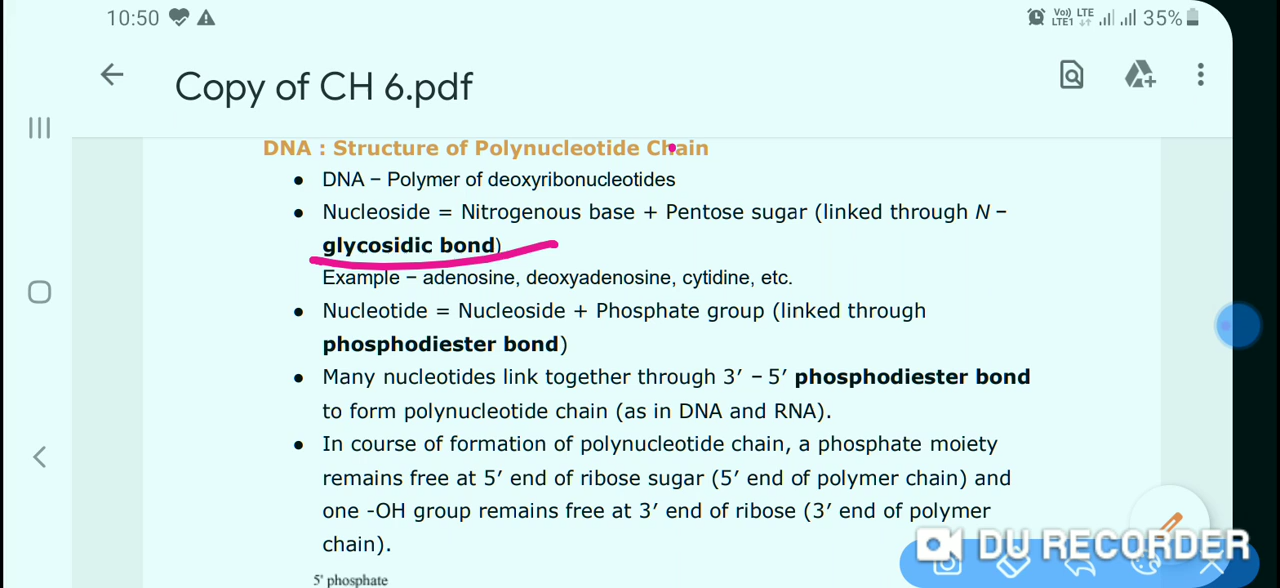 10:50 Vo)) LTE LTE1 35%
Copy of CH 6.pdf
DNA : Structure of Polynucleotide Chain
● DNA − Polymer of deoxyribonucleotides
● Nucleoside = Nitrogenous base + Pentose sugar (linked through N −
glycosidic bond)
Example − adenosine, deoxyadenosine, cytidine, etc.
● Nucleotide = Nucleoside + Phosphate group (linked through
phosphodiester bond)
● Many nucleotides link together through 3′ − 5′ phosphodiester bond
to form polynucleotide chain (as in DNA and RNA).
● In course of formation of polynucleotide chain, a phosphate moiety
remains free at 5′ end of ribose sugar (5′ end of polymer chain) and
one -OH group remains free at 3′ end of ribose (3′ end of polymer
chain).
DU RECORDER
5' phosphate